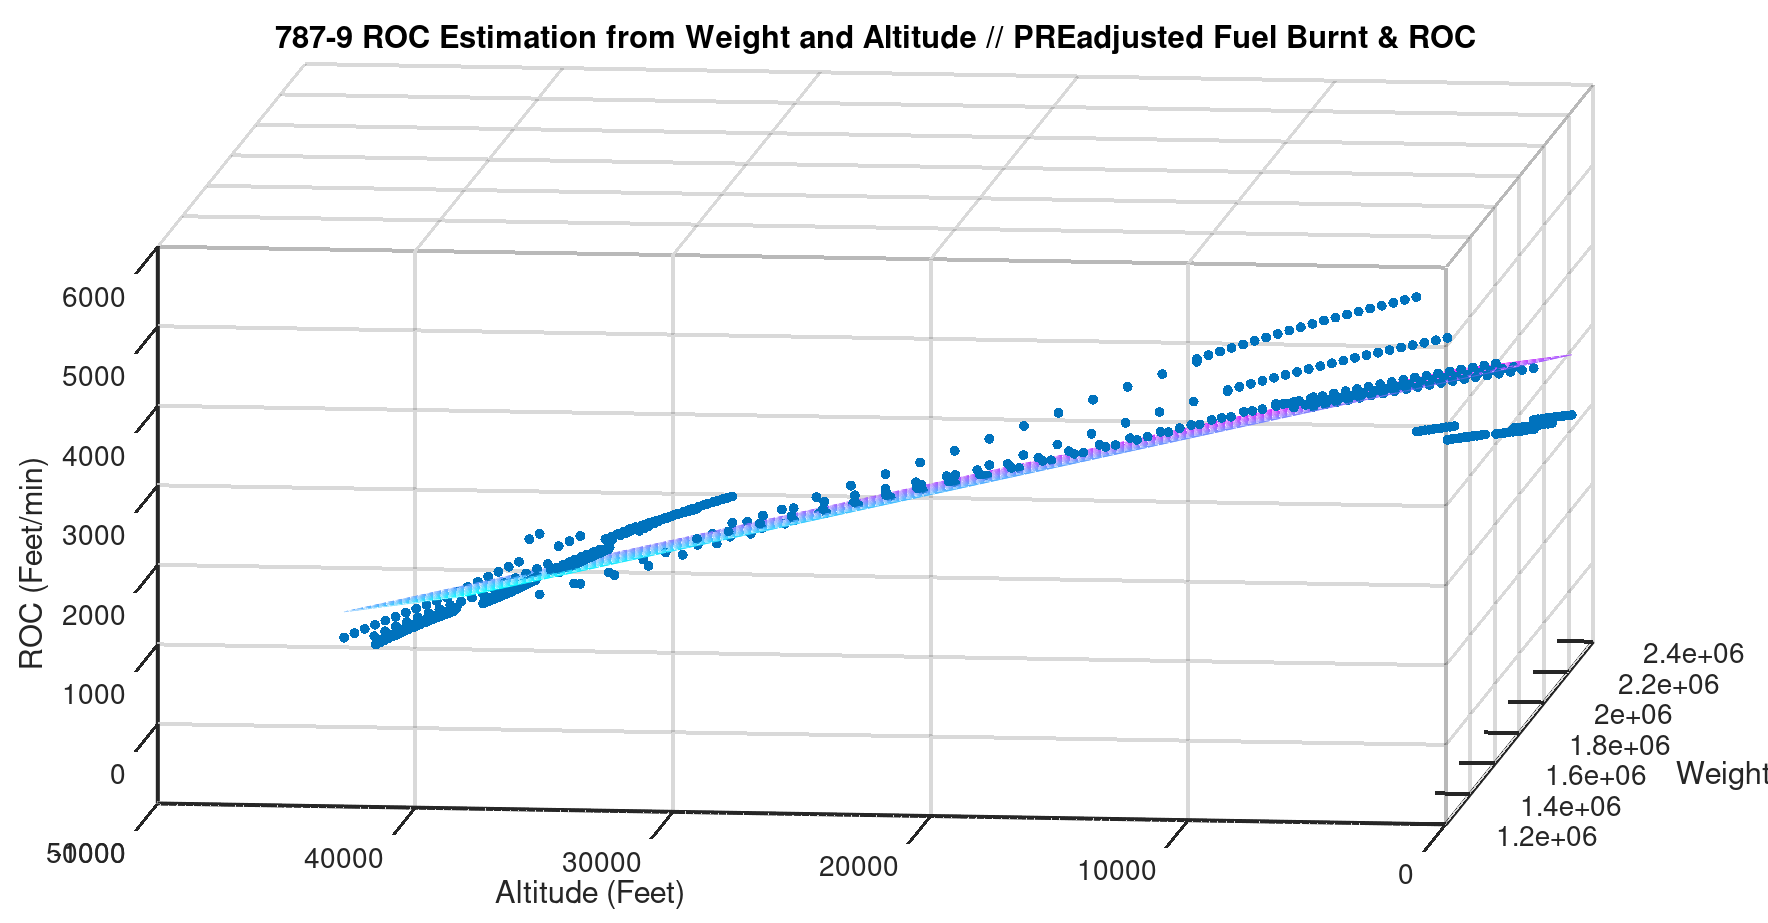 787-9 ROC Estimation from Weight and Altitude // PREadjusted Fuel Burnt & ROC
6000
5000
4000
3000
2000
1000
0
-1000
ROC (Feet/min)
50000
40000
30000
20000
10000
0
Altitude (Feet)
2.4e+06
2.2e+06
2e+06
1.8e+06
1.6e+06
1.4e+06
1.2e+06
Weight